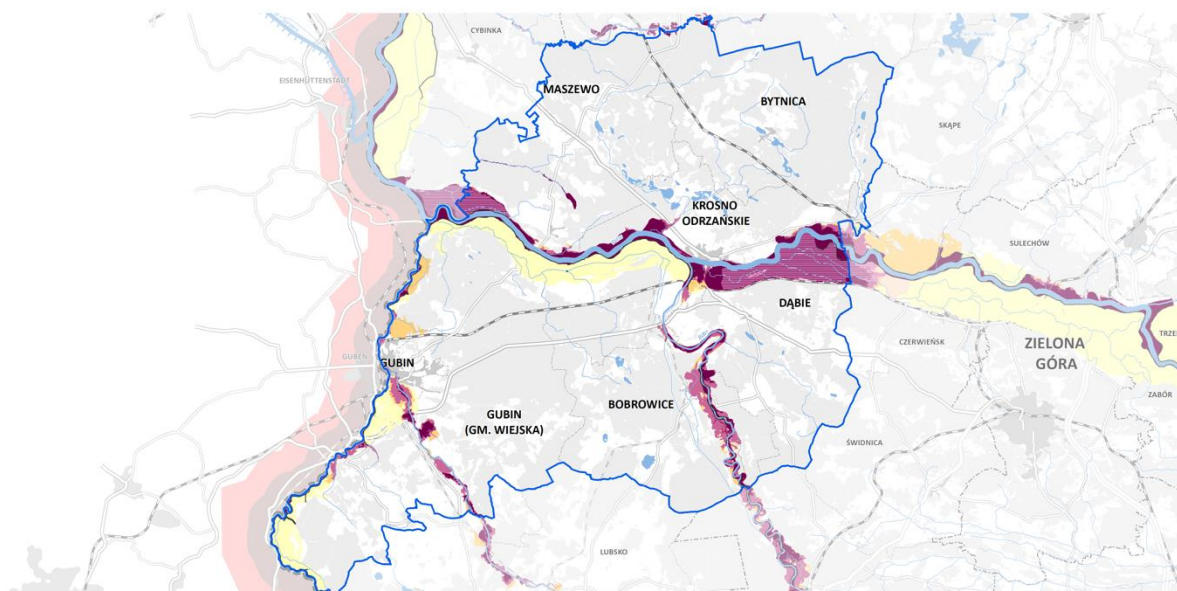 CYBINKA
EISENHÜTTENSTADT
MASZEWO
BYTNICA
SKĄPE
KROSNO
ODRZAŃSKIE
SULECHÓW
DĄBIE
CZERWIEŃSK
ZIELONA
GÓRA
GUBEN
GUBIN
ZABÓR
GUBIN
(GM. WIEJSKA)
BOBROWICE
ŚWIDNICA
LUBSKO